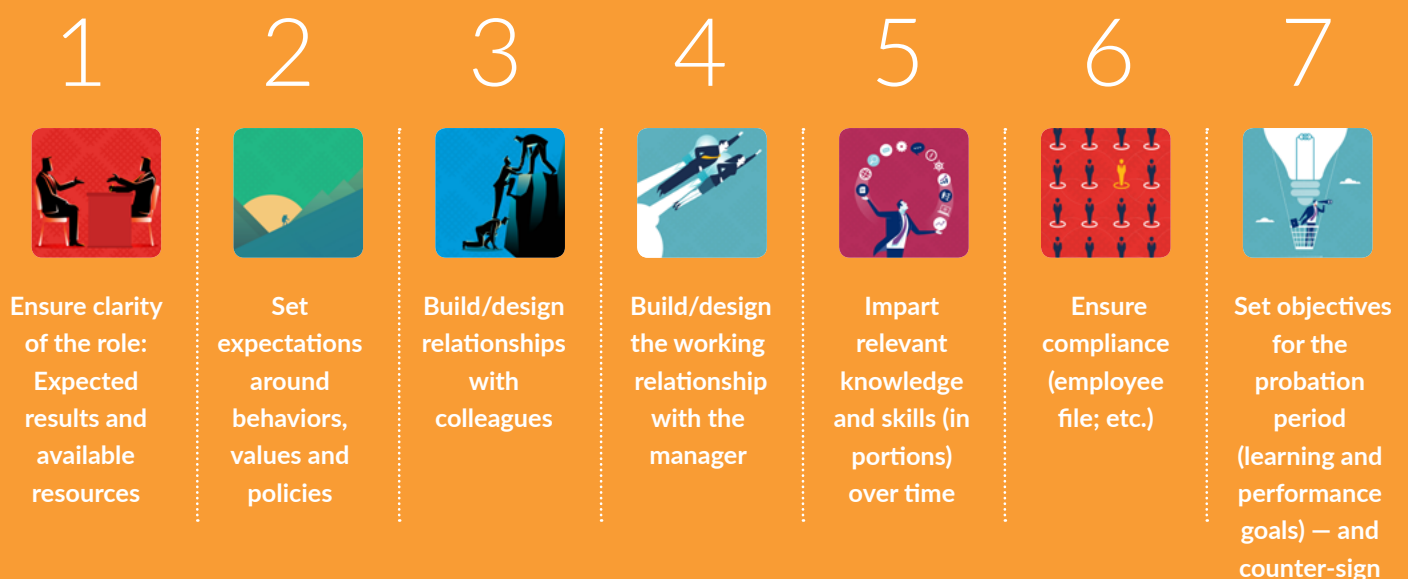 1
Ensure clarity
of the role:
Expected
results and
available
resources
2
Set
expectations
around
behaviors,
values and
policies
3
Build/design
relationships
with
colleagues
4
Build/design
the working
relationship
with the
manager
5
Impart
relevant
knowledge
and skills (in
portions)
over time
6
Ensure
compliance
(employee
file; etc.)
7
Set objectives
for the
probation
period
(learning and
performance
goals) — and
counter-sign